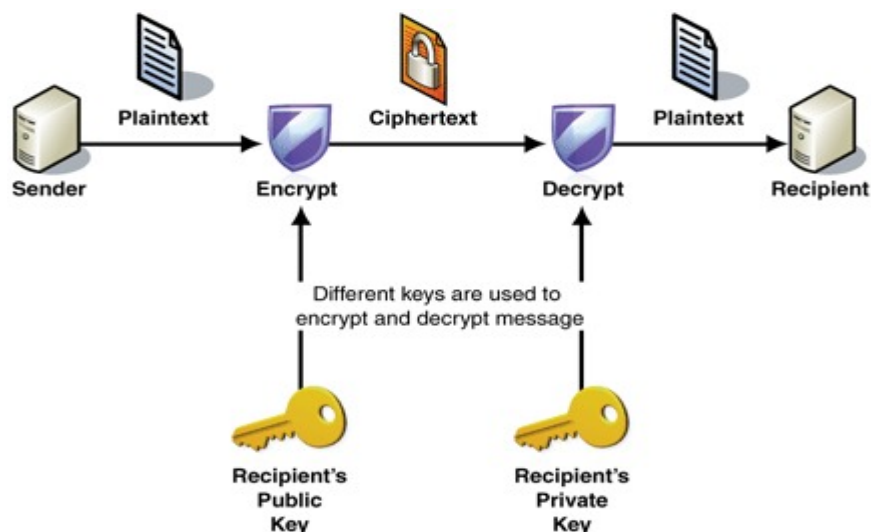 Plaintext
Ciphertext
Plaintext
Sender
Encrypt
Decrypt
Recipient
Different keys are used to
encrypt and decrypt message
Recipient's
Public
Key
Recipient's
Private
Key